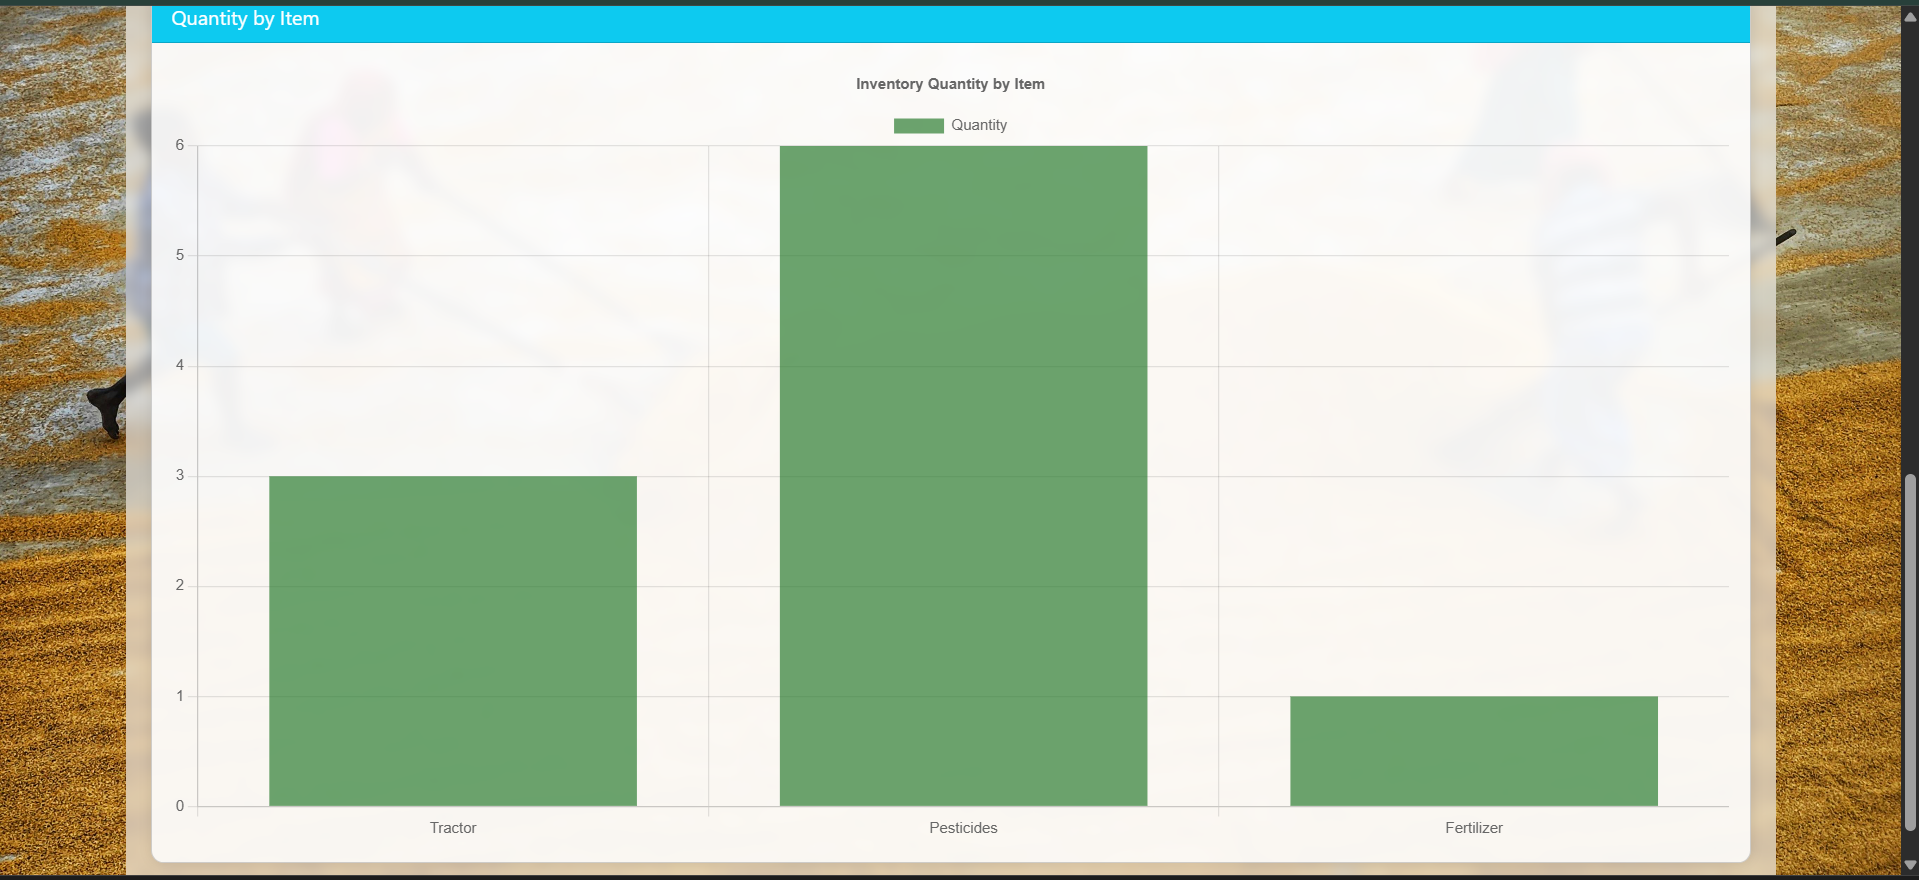 Quantity by Item
Inventory Quantity by Item
Quantity
6
5
4
3
2
1
0
Tractor Pesticides Fertilizer